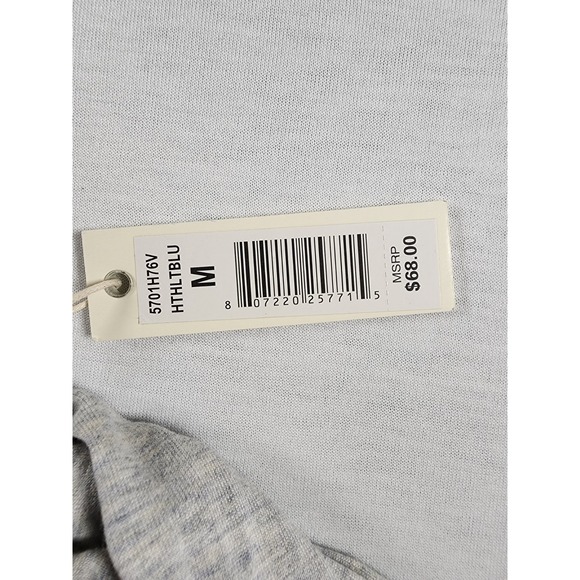 5701H76V
HTHLTBLU
M
8 07220 25771 5
MSRP
$68.00